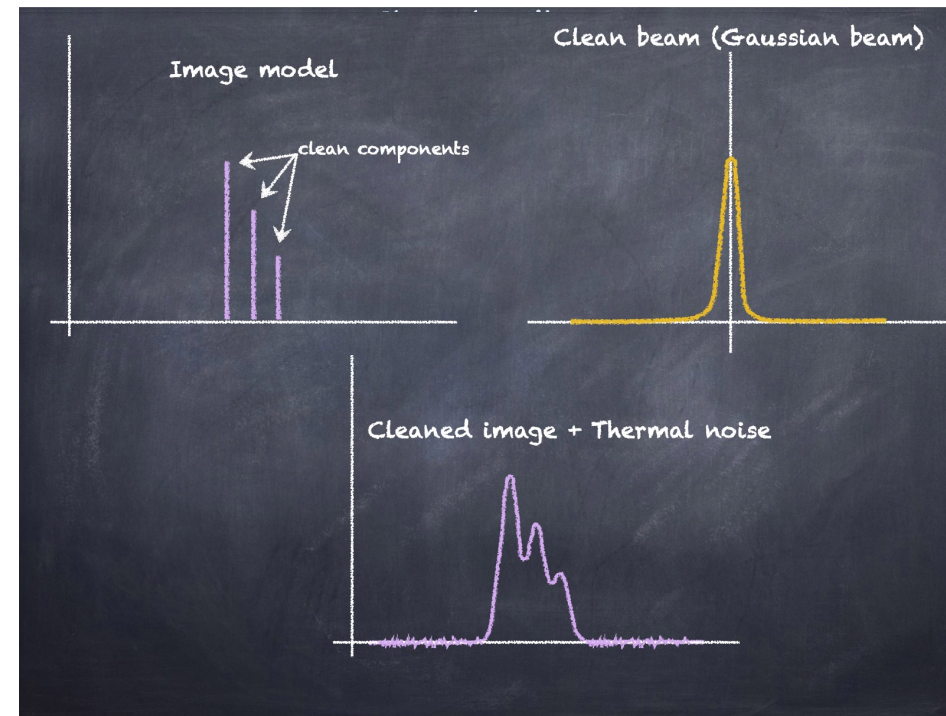 Clean beam (Gaussian beam)
Image model
clean components
Cleaned image + Thermal noise